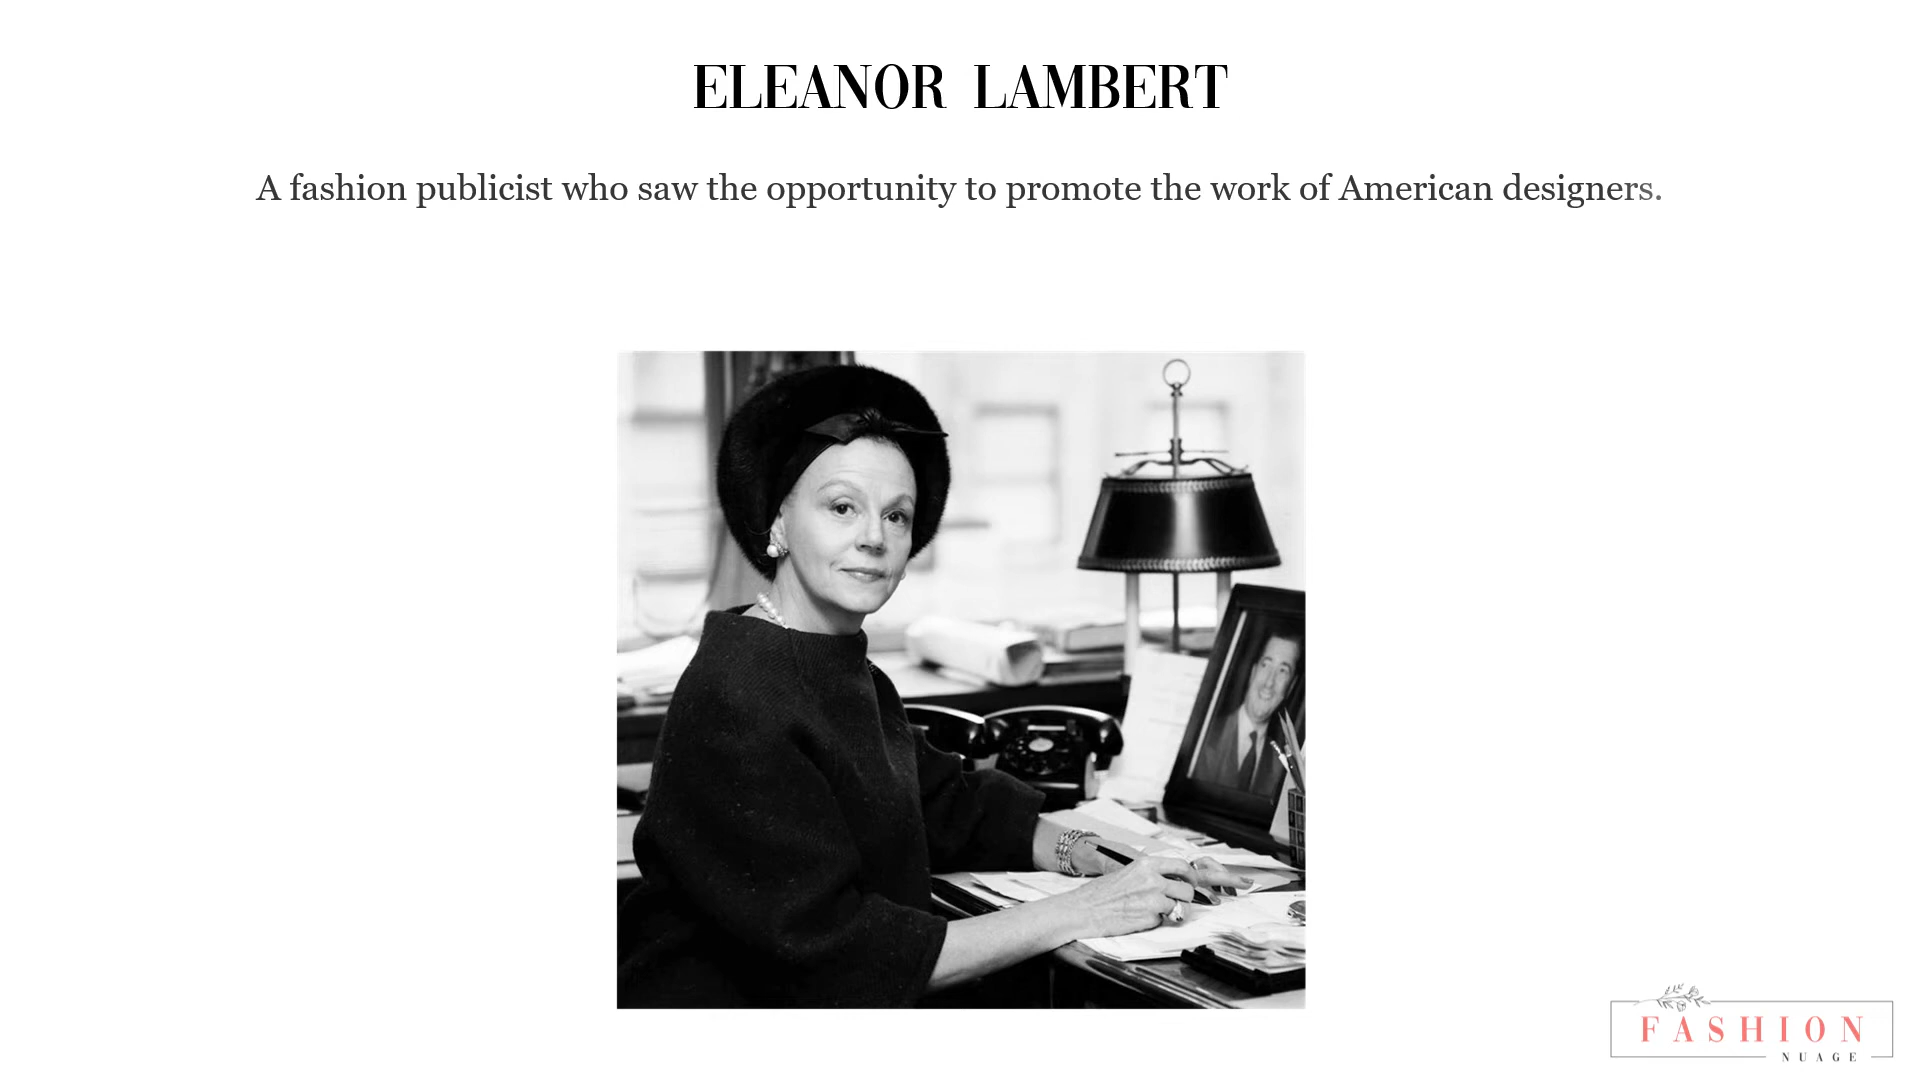 ELEANOR LAMBERT
A fashion publicist who saw the opportunity to promote the work of American designers.
FASHION
NUAGE